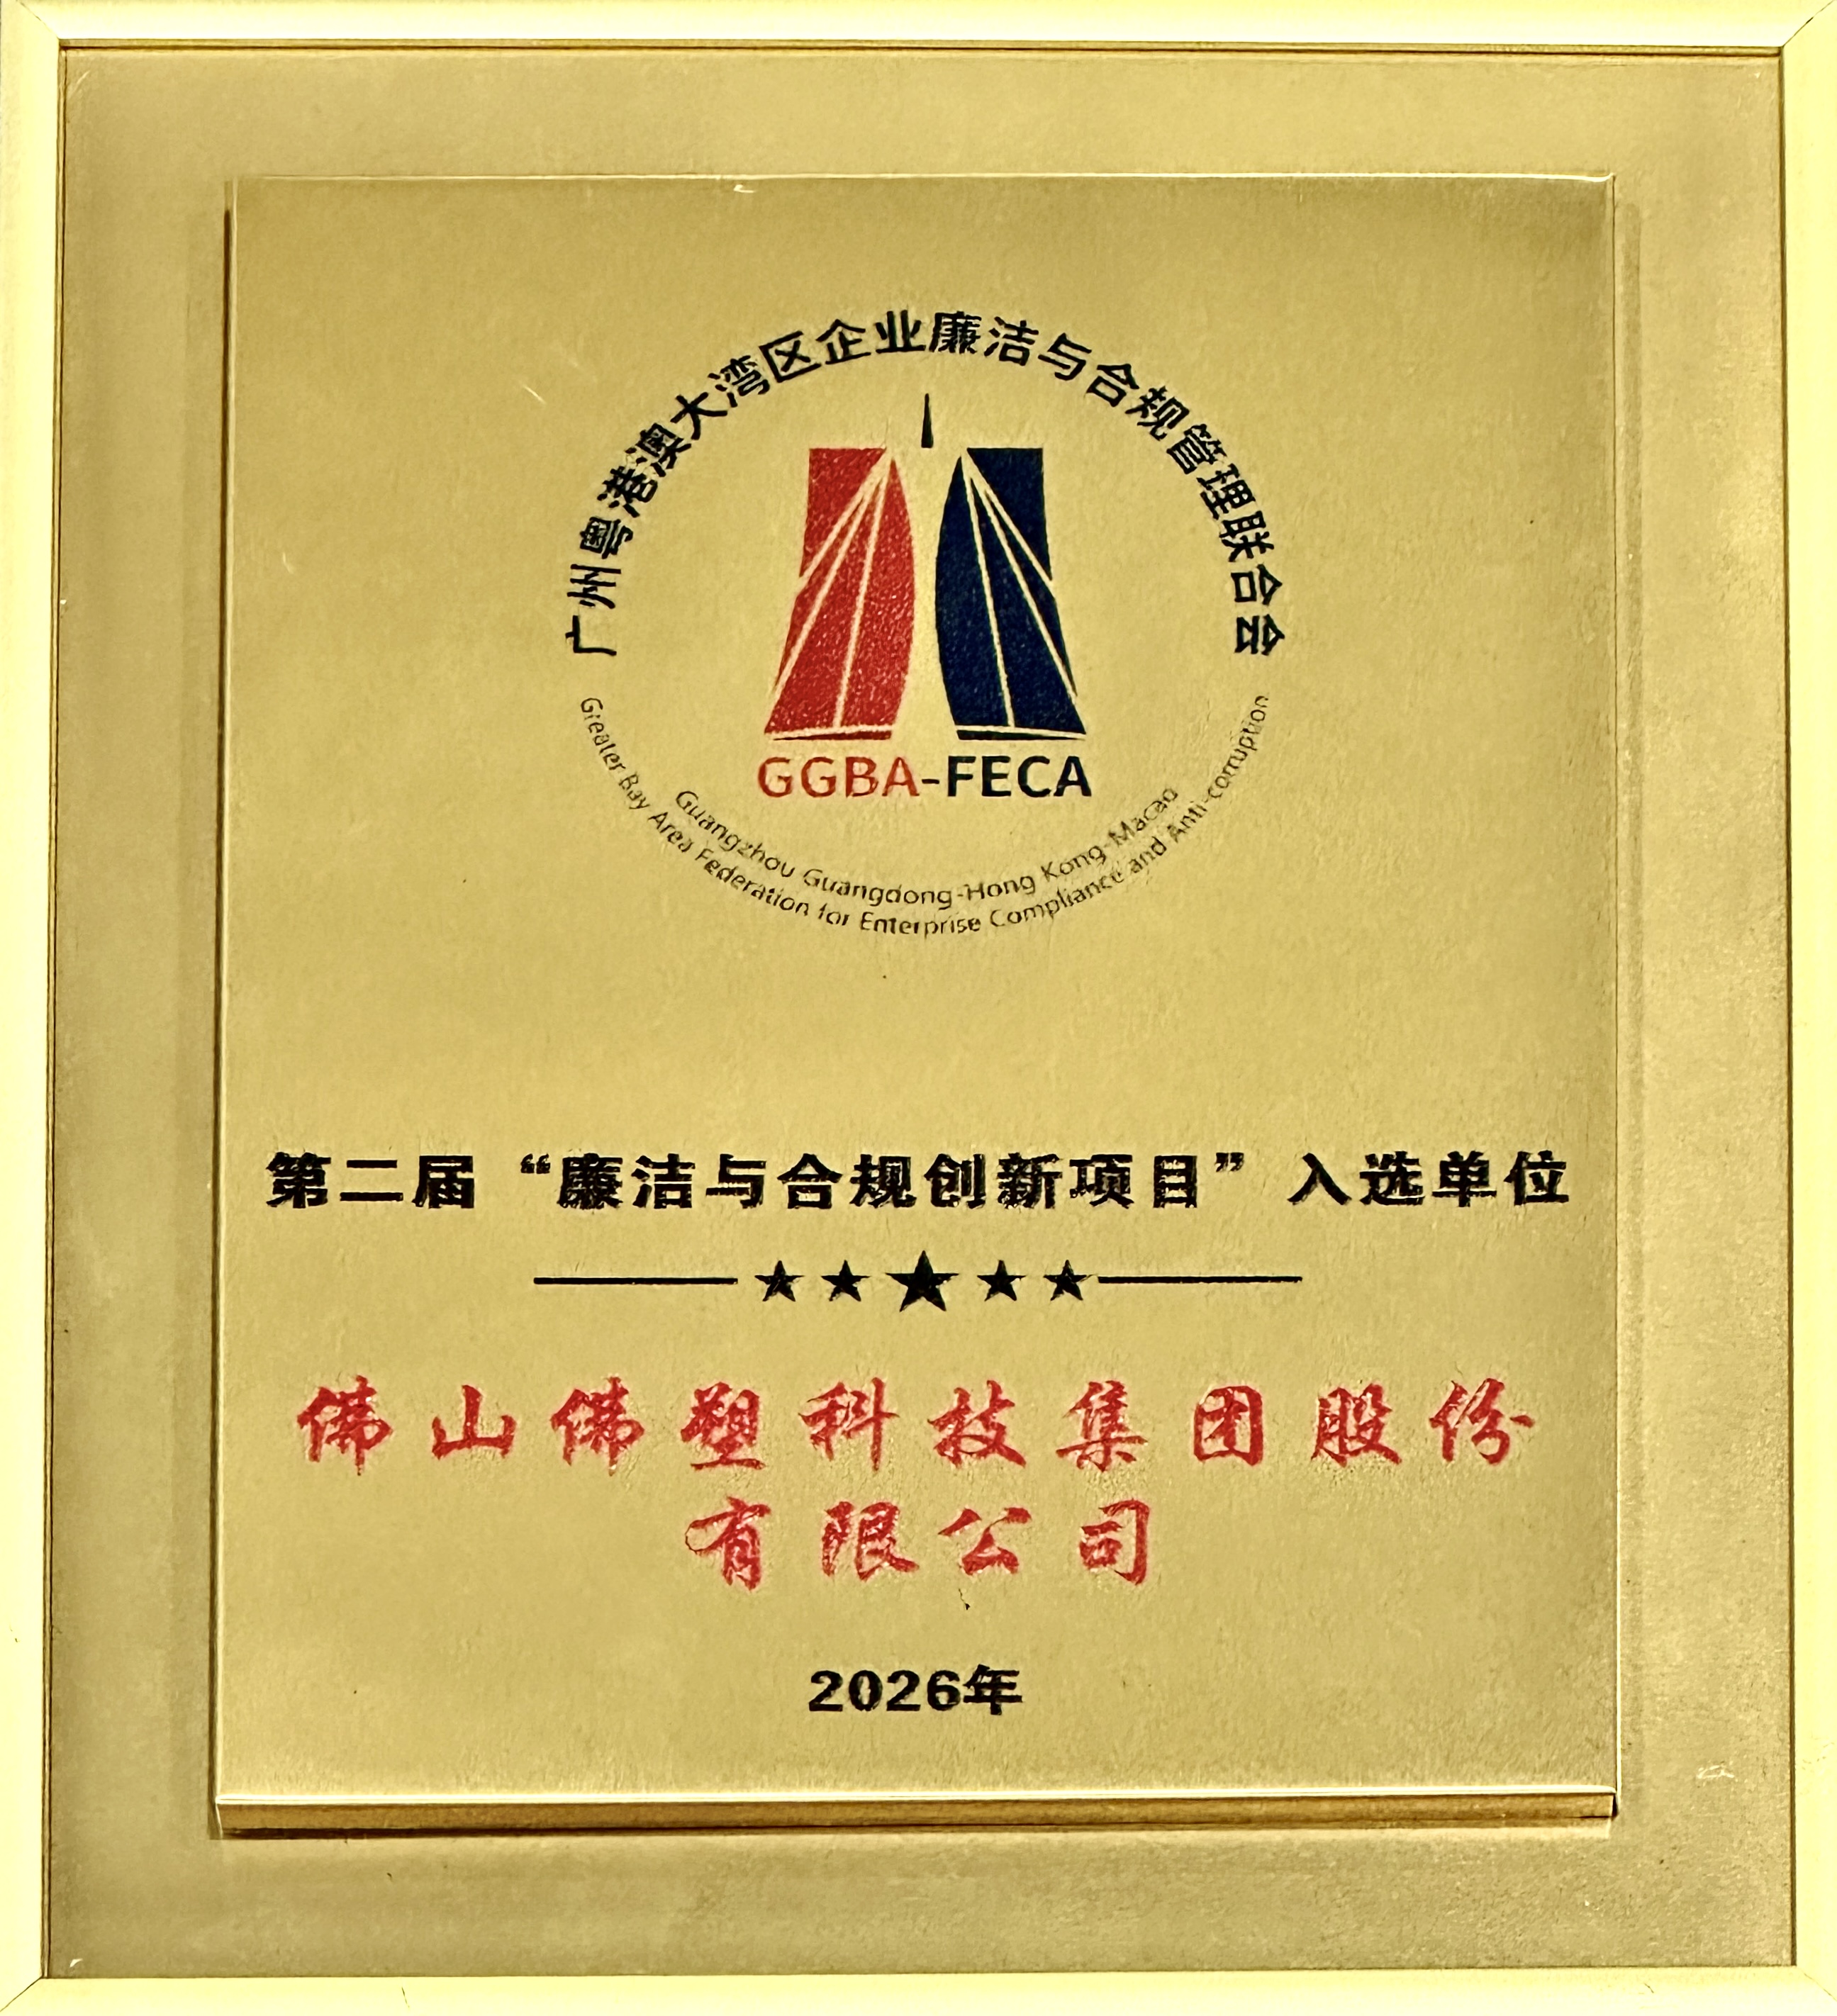 广州粤港澳大湾区企业廉洁与合规管理联合会
GGBA-FECA
Guangzhou Guangdong-Hong Kong-Macao
Greater Bay Area Federation for Enterprise Compliance and Anti-corruption
第二届“廉洁与合规创新项目”入选单位
佛山佛塑科技集团股份
有限公司
2026年